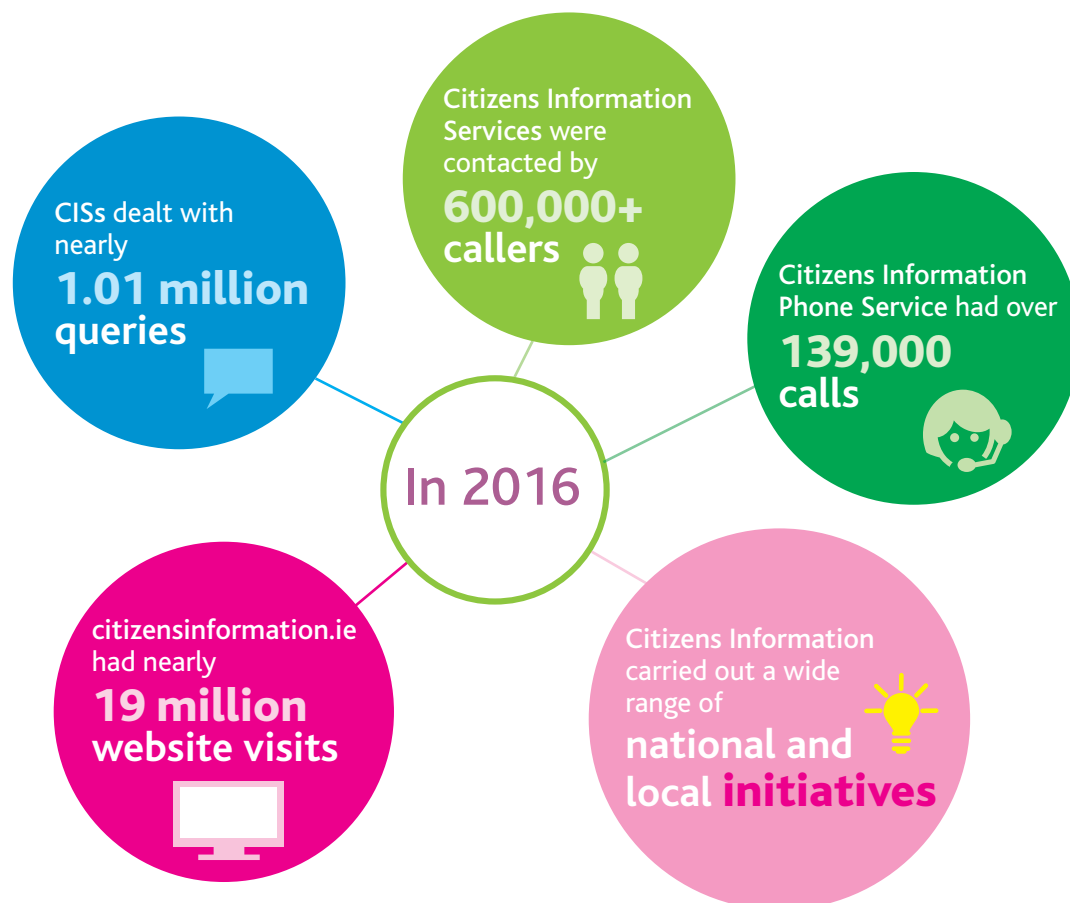 Citizens Information
Services were
contacted by
600,000+
callers
CISs dealt with
nearly
1.01 million
queries
Citizens Information
Phone Service had over
139,000
calls
In 2016
citizensinformation.ie
had nearly
19 million
website visits
Citizens Information
carried out a wide
range of
national and
local initiatives